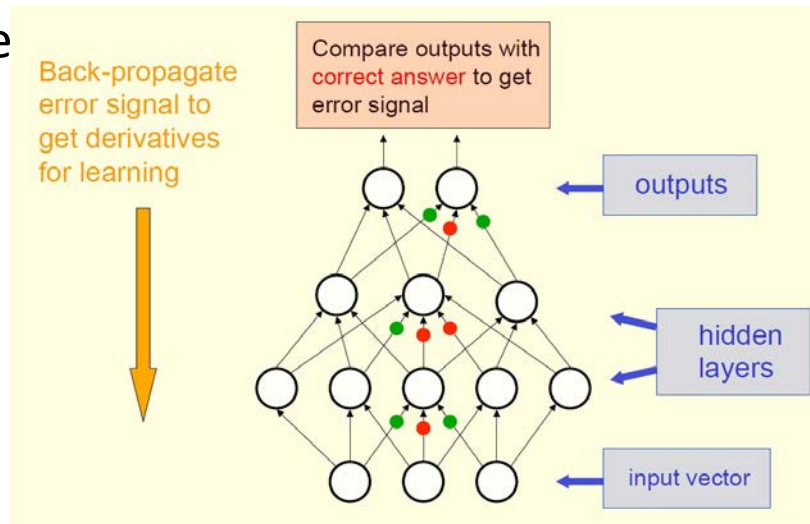 e
Compare outputs with
correct answer to get
error signal
Back-propagate
error signal to
get derivatives
for learning
outputs
hidden
layers
input vector